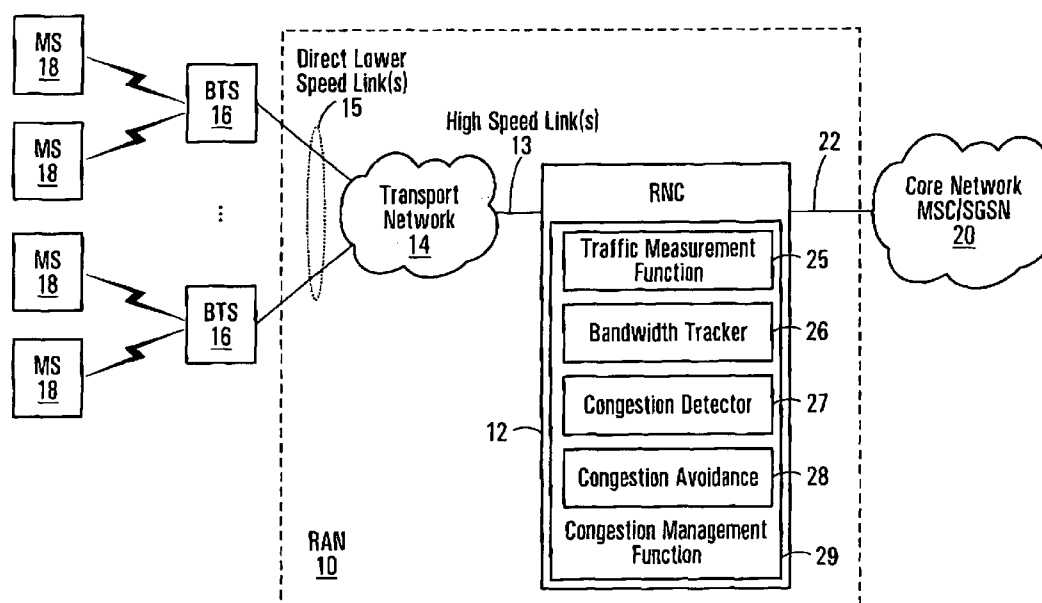 MS
18
MS
18
MS
18
MS
18
BTS
16
...
BTS
16
Direct Lower
Speed Link(s)
15
Transport
Network
14
High Speed Link(s)
13
RAN
10
RNC
12
Traffic Measurement
Function
25
Bandwidth Tracker
26
Congestion Detector
27
Congestion Avoidance
28
Congestion Management
Function
29
22
Core Network
MSC/SGSN
20